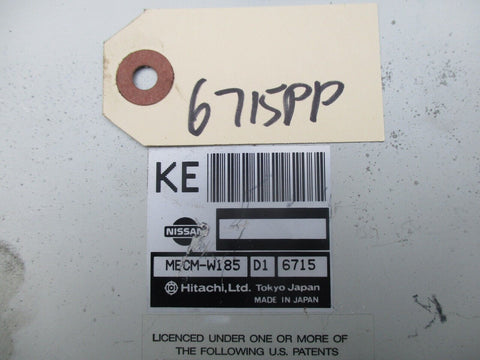 6715PP
KE
NISSAN
MECM-W185 D1 6715
Hitachi, Ltd. Tokyo Japan
MADE IN JAPAN
LICENCED UNDER ONE OR MORE OF
THE FOLLOWING U.S. PATENTS